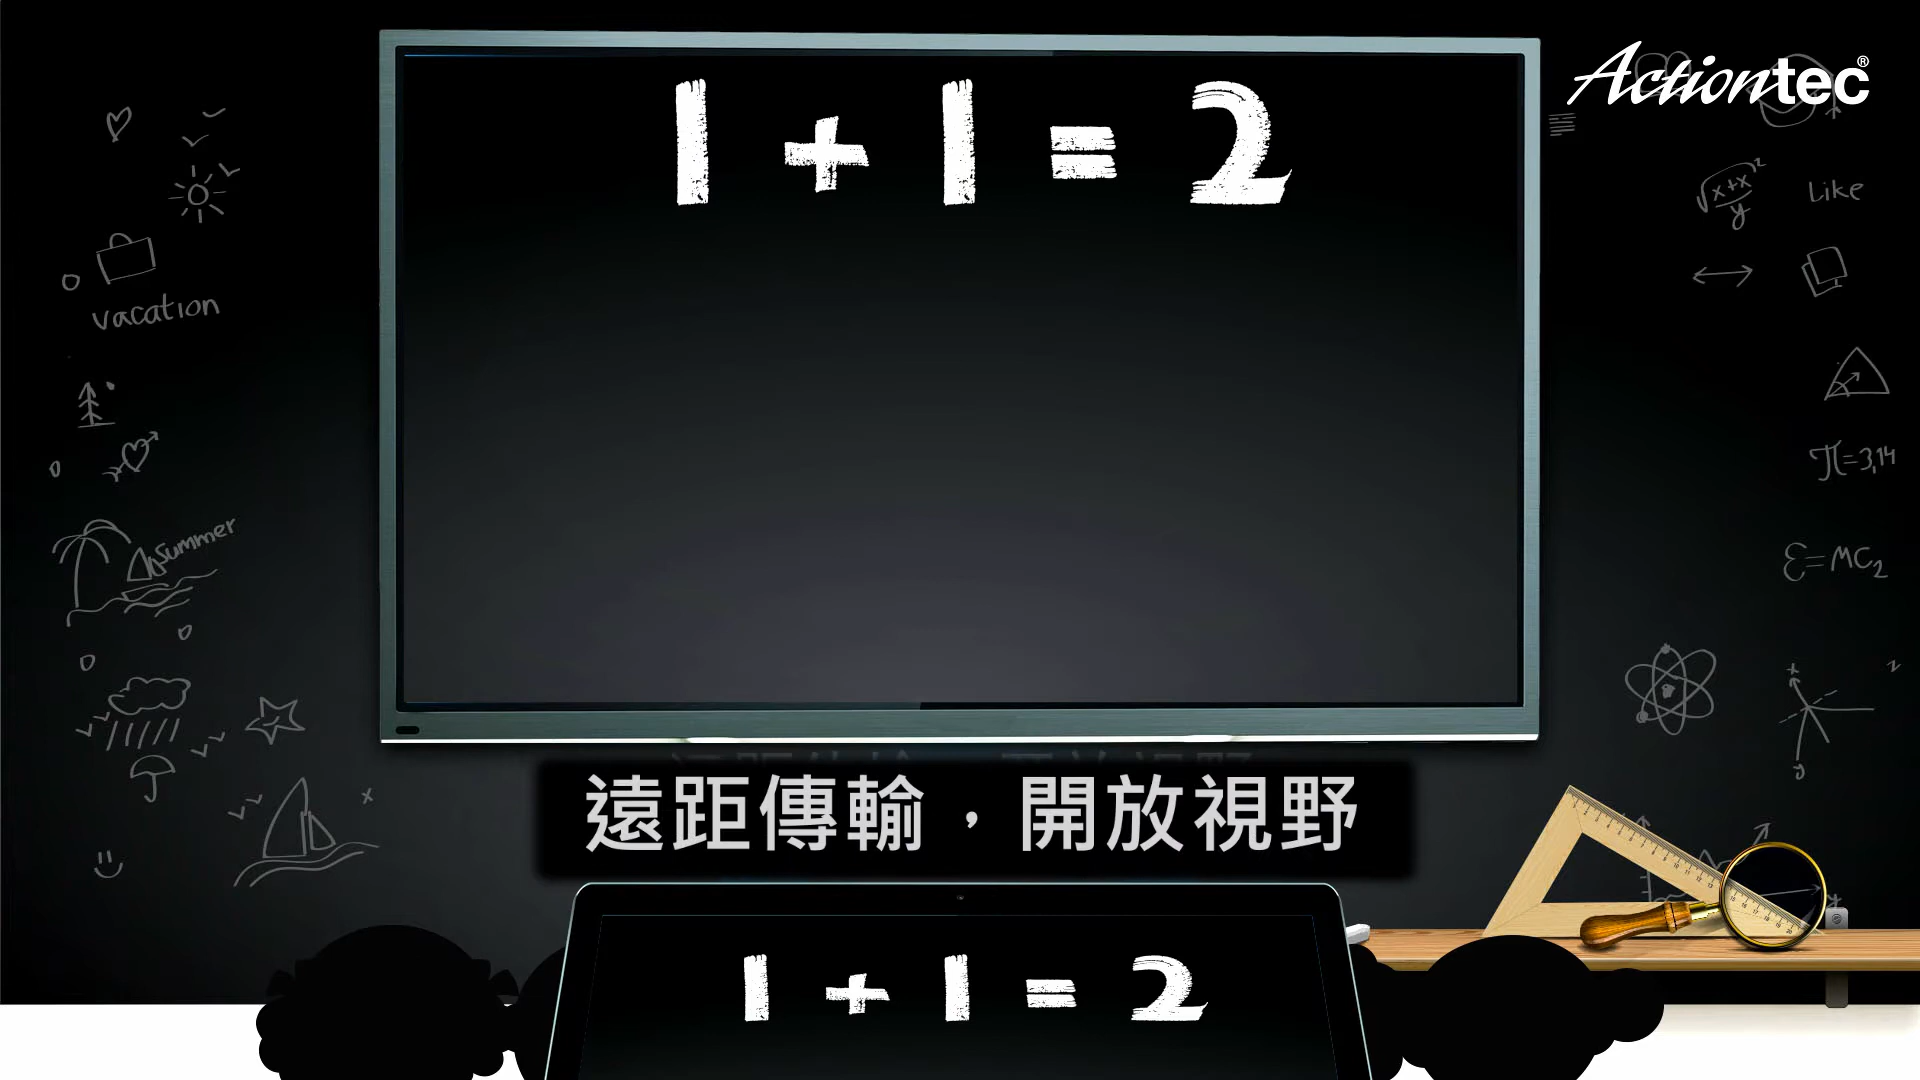 1 + 1 = 2
Actiontec®
√x+x²/y
Like
vacation
π=3,14
summer
ε=MC2
x
z
y
x
遠距傳輸，開放視野
1 + 1 = 2